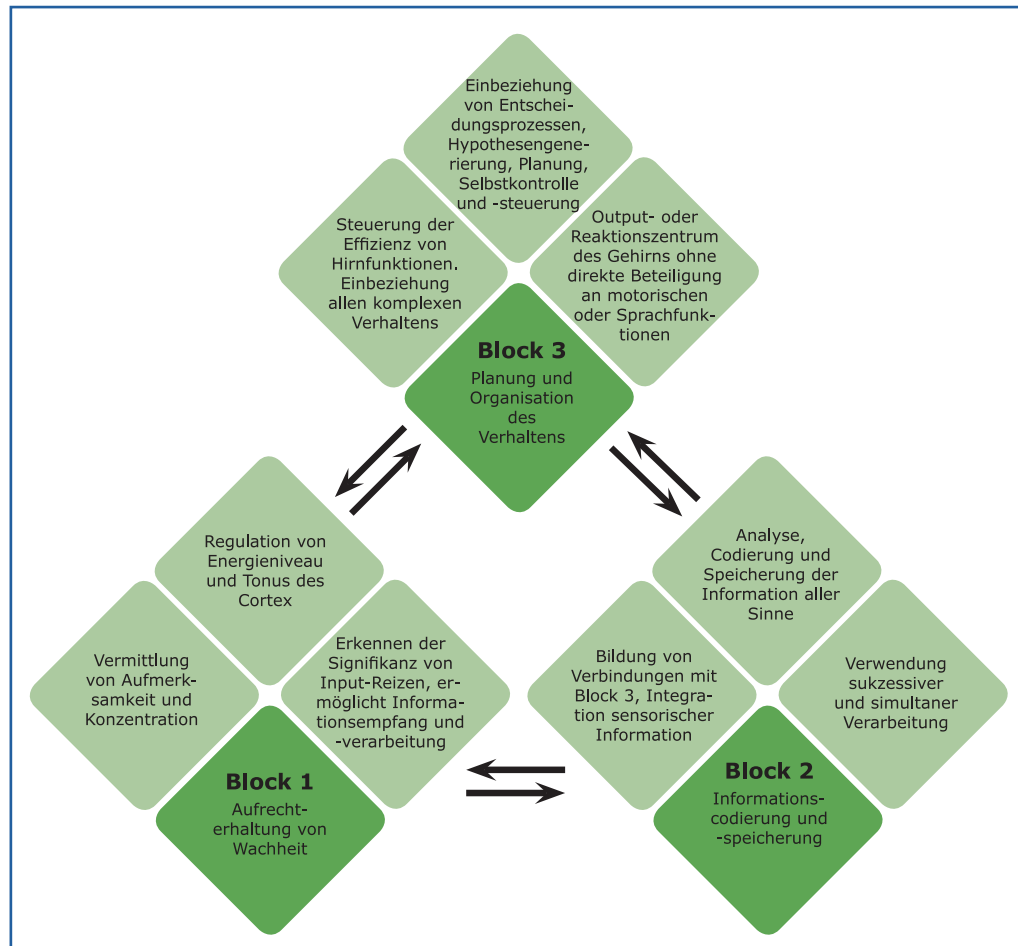 Einbeziehung
von Entschei-
dungsprozessen,
Hypothesengene-
rierung, Planung,
Selbstkontrolle
und -steuerung
Steuerung der
Effizienz von
Hirnfunktionen.
Einbeziehung
allen komplexen
Verhaltens
Output- oder
Reaktionszentrum
des Gehirns ohne
direkte Beteiligung
an motorischen
oder Sprachfunk-
tionen
Block 3
Planung und
Organisation
des
Verhaltens
Regulation von
Energieniveau
und Tonus des
Cortex
Vermittlung
von Aufmerk-
samkeit und
Konzentration
Erkennen der
Signifikanz von
Input-Reizen, er-
möglicht Informa-
tionsempfang und
-verarbeitung
Block 1
Aufrecht-
erhaltung von
Wachheit
Analyse,
Codierung und
Speicherung der
Information aller
Sinne
Bildung von
Verbindungen mit
Block 3, Integra-
tion sensorischer
Information
Verwendung
sukzessiver
und simultaner
Verarbeitung
Block 2
Informations-
codierung und
-speicherung